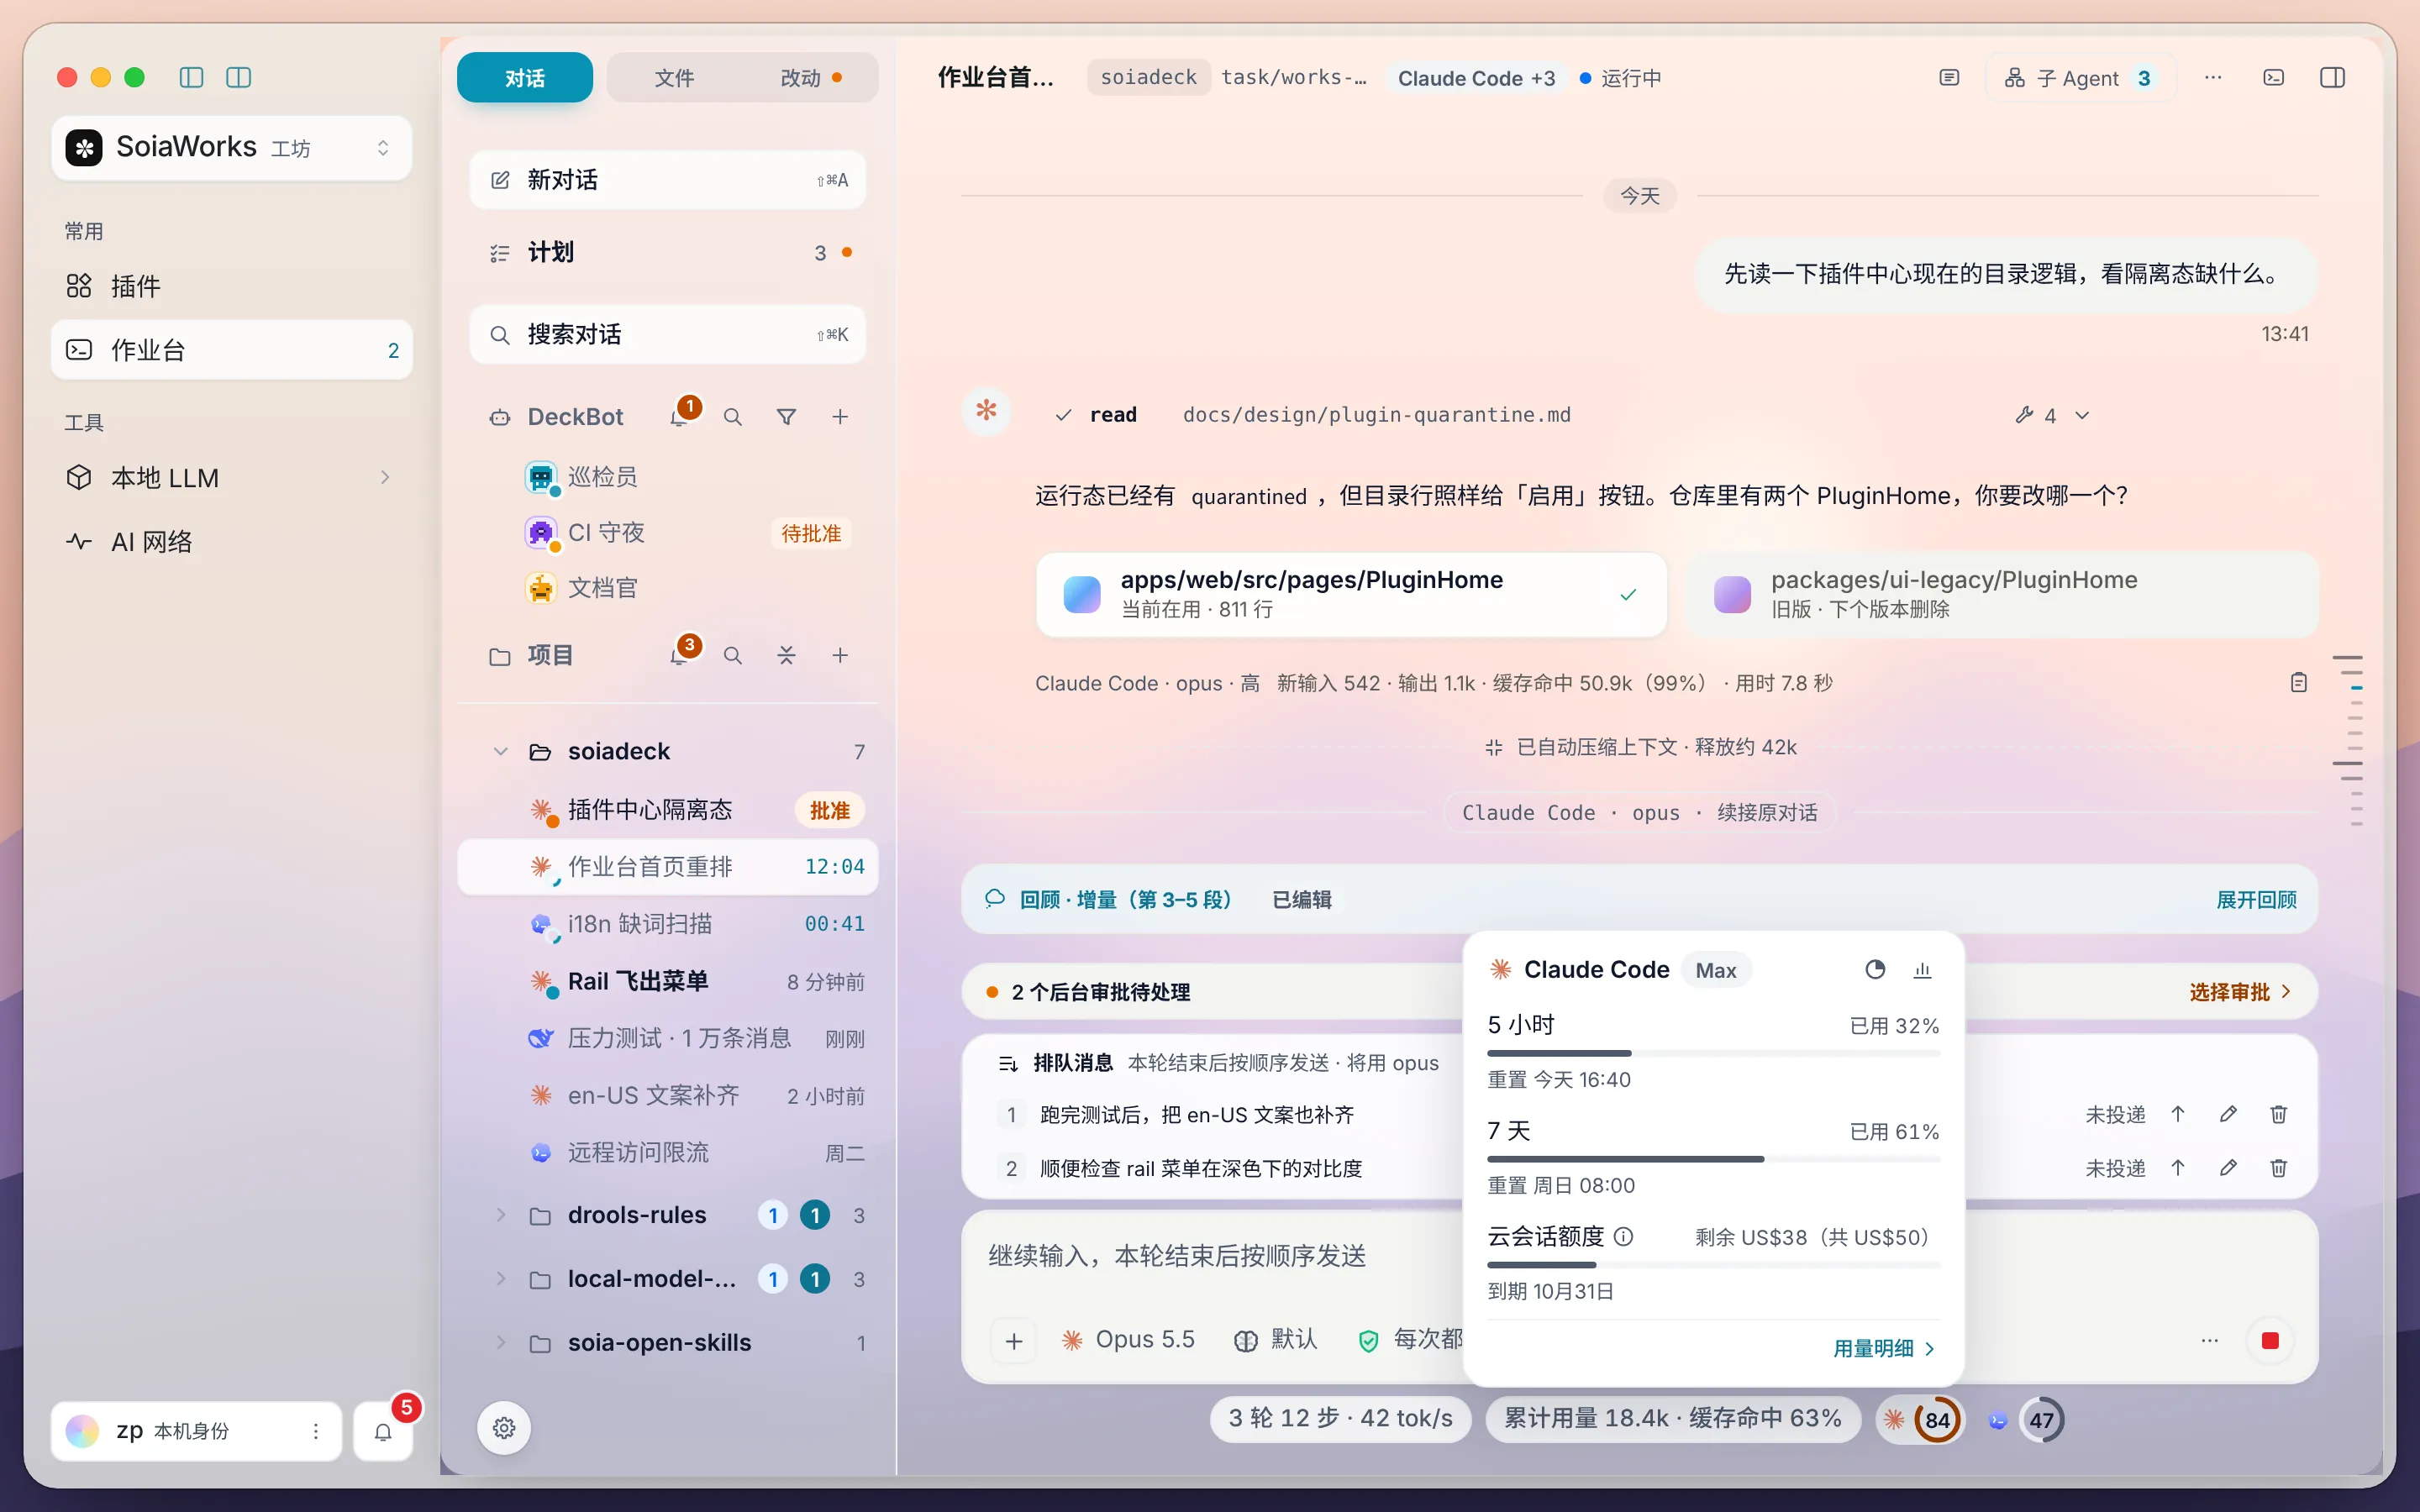 SoiaWorks 工坊
常用
插件
作业台 2
工具
本地 LLM
AI 网络
zp 本机身份
5
对话 文件 改动
新对话 ⇧⌘A
计划 3
搜索对话 ⇧⌘K
DeckBot 1
巡检员
CI 守夜 待批准
文档官
项目 3
soiadeck 7
插件中心隔离态 批准
作业台首页重排 12:04
i18n 缺词扫描 00:41
Rail 飞出菜单 8 分钟前
压力测试 · 1 万条消息 刚刚
en-US 文案补齐 2 小时前
远程访问限流 周二
drools-rules 1 1 3
local-model-… 1 1 3
soia-open-skills 1
作业台首… soiadeck task/works-… Claude Code +3 运行中 子 Agent 3
今天
先读一下插件中心现在的目录逻辑，看隔离态缺什么。
13:41
read docs/design/plugin-quarantine.md 4
运行态已经有 quarantined ，但目录行照样给「启用」按钮。仓库里有两个 PluginHome，你要改哪一个？
apps/web/src/pages/PluginHome
当前在用 · 811 行
packages/ui-legacy/PluginHome
旧版 · 下个版本删除
Claude Code · opus · 高 新输入 542 · 输出 1.1k · 缓存命中 50.9k（99%） · 用时 7.8 秒
已自动压缩上下文 · 释放约 42k
Claude Code · opus · 续接原对话
回顾 · 增量（第 3–5 段） 已编辑 展开回顾
2 个后台审批待处理 选择审批
排队消息 本轮结束后按顺序发送 · 将用 opus
1 跑完测试后，把 en-US 文案也补齐 未投递
2 顺便检查 rail 菜单在深色下的对比度 未投递
继续输入，本轮结束后按顺序发送
Opus 5.5 默认 每次都
Claude Code Max
5 小时 已用 32%
重置 今天 16:40
7 天 已用 61%
重置 周日 08:00
云会话额度 剩余 US$38（共 US$50）
到期 10月31日
用量明细
3 轮 12 步 · 42 tok/s 累计用量 18.4k · 缓存命中 63% 84 47